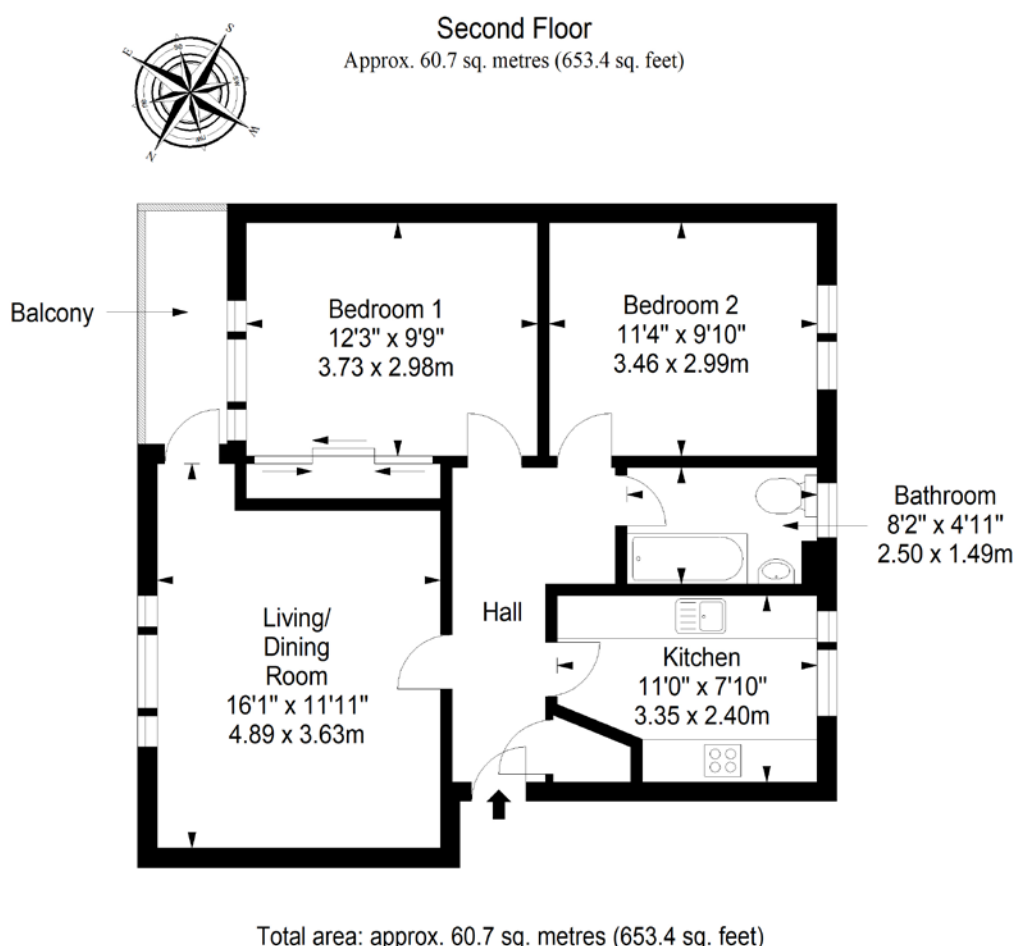 Second Floor
Approx. 60.7 sq. metres (653.4 sq. feet)
S
E
W
N
Balcony
Bedroom 1
12'3" x 9'9"
3.73 x 2.98m
Bedroom 2
11'4" x 9'10"
3.46 x 2.99m
Bathroom
8'2" x 4'11"
2.50 x 1.49m
Hall
Living/
Dining
Room
16'1" x 11'11"
4.89 x 3.63m
Kitchen
11'0" x 7'10"
3.35 x 2.40m
Total area: approx. 60.7 sq. metres (653.4 sq. feet)